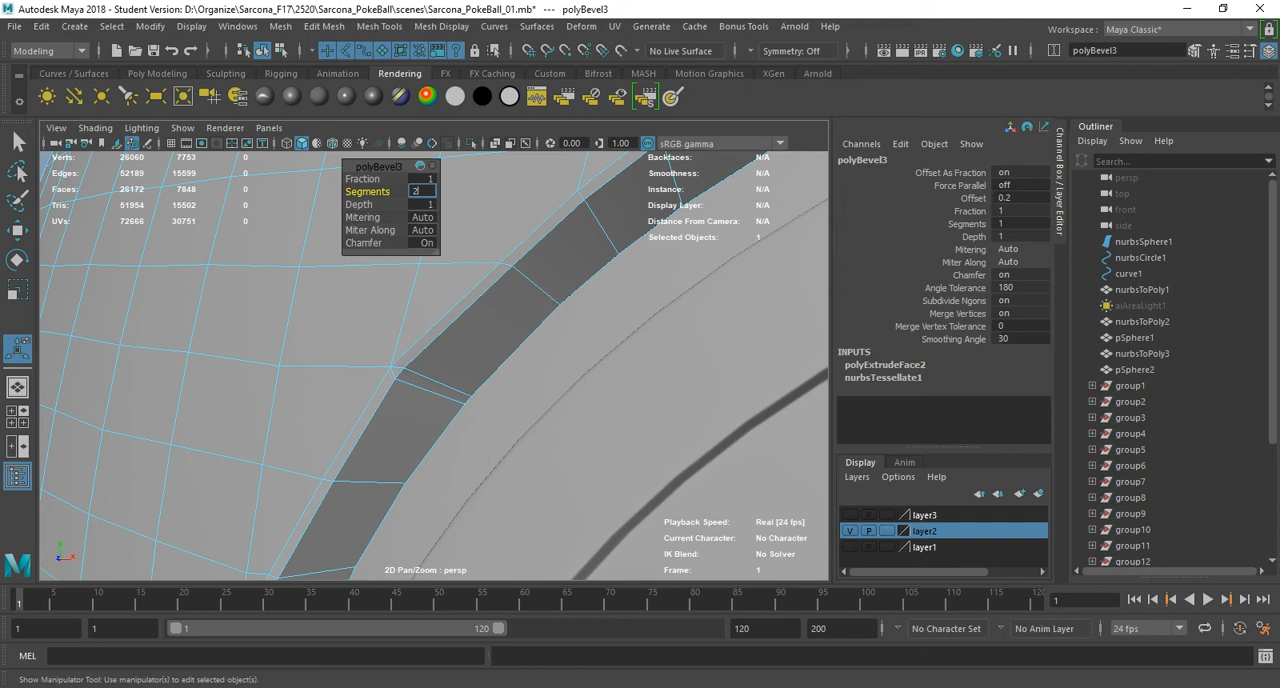 Autodesk Maya 2018 - Student Version: D:\Organize\Sarcona_F17\2520\Sarcona_PokeBall\scenes\Sarcona_PokeBall_01.mb* --- polyBevel3
File Edit Create Select Modify Display Windows Mesh Edit Mesh Mesh Tools Mesh Display Curves Surfaces Deform UV Generate Cache Bonus Tools Arnold Help
Workspace : Maya Classic*
Modeling No Live Surface Symmetry: Off polyBevel3
Curves / Surfaces Poly Modeling Sculpting Rigging Animation Rendering FX FX Caching Custom Bifrost MASH Motion Graphics XGen Arnold
View Shading Lighting Show Renderer Panels
0.00 1.00 sRGB gamma
Verts: 26060 7753 0
Edges: 52189 15599 0
Faces: 26172 7848 0
Tris: 51954 15502 0
UVs: 72666 30751 0
polyBevel3
Fraction 1
Segments 2
Depth 1
Mitering Auto
Miter Along Auto
Chamfer On
Backfaces: N/A
Smoothness: N/A
Instance: N/A
Display Layer: N/A
Distance From Camera: N/A
Selected Objects: 1
Playback Speed: Real [24 fps]
Current Character: No Character
IK Blend: No Solver
Frame: 1
2D Pan/Zoom : persp
Channels Edit Object Show
polyBevel3
Offset As Fraction on
Force Parallel off
Offset 0.2
Fraction 1
Segments 1
Depth 1
Mitering Auto
Miter Along Auto
Chamfer on
Angle Tolerance 180
Subdivide Ngons on
Merge Vertices on
Merge Vertex Tolerance 0
Smoothing Angle 30
INPUTS
polyExtrudeFace2
nurbsTessellate1
Display Anim
Layers Options Help
layer3
V P layer2
layer1
Channel Box / Layer Editor
Outliner
Display Show Help
Search...
persp
top
front
side
nurbsSphere1
nurbsCircle1
curve1
nurbsToPoly1
aiAreaLight1
nurbsToPoly2
pSphere1
nurbsToPoly3
pSphere2
group1
group2
group3
group4
group5
group6
group7
group8
group9
group10
group11
group12
5 10 15 20 25 30 35 40 45 50 55 60 65 70 75 80 85 90 95 100 105 110 115 120
1 1
1 1 1 120 120 200 No Character Set No Anim Layer 24 fps
MEL
Show Manipulator Tool: Use manipulator(s) to edit selected object(s).